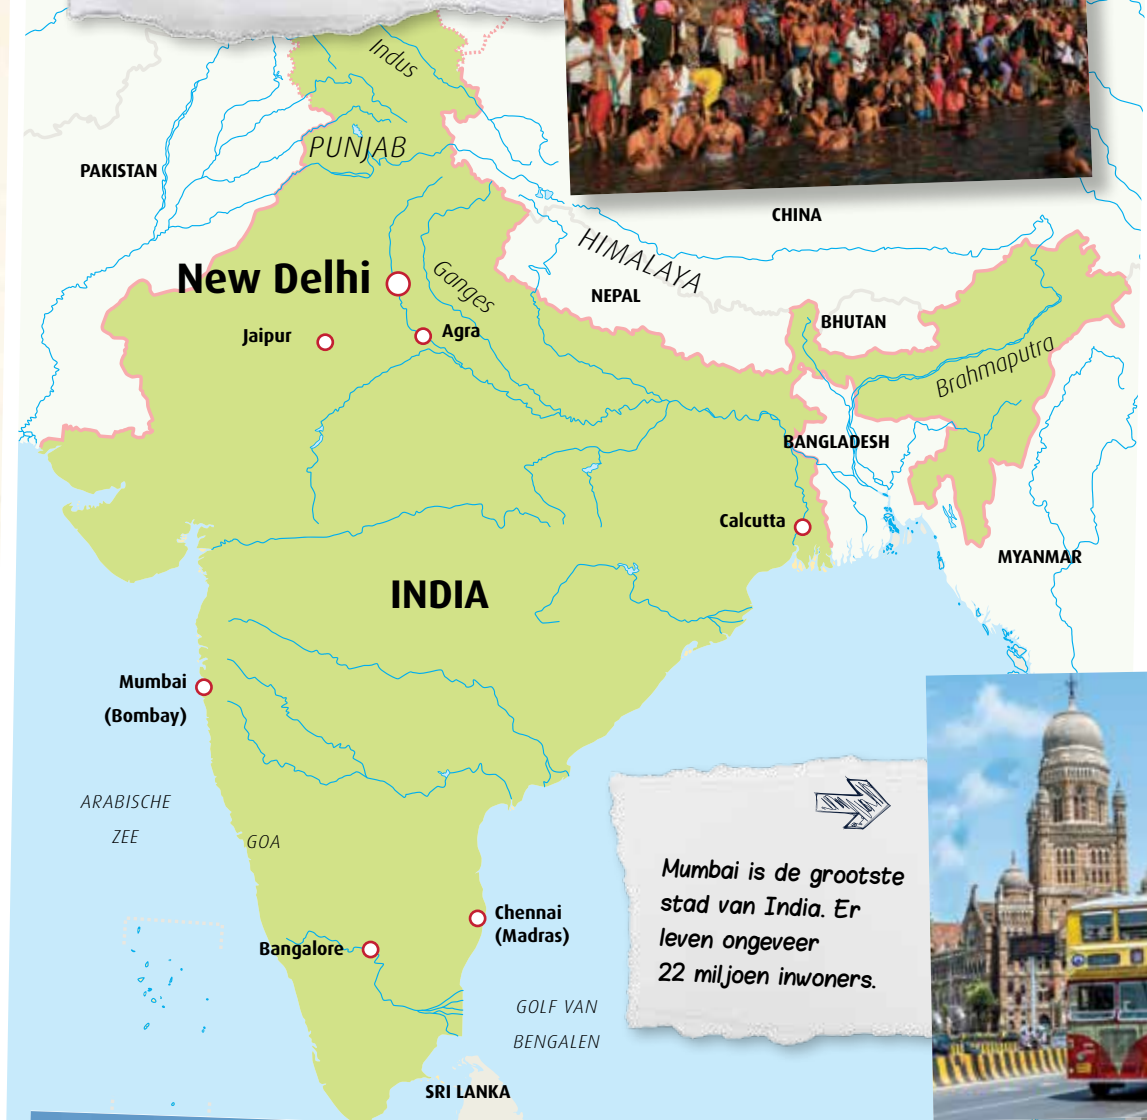 Indus
PUNJAB
PAKISTAN
CHINA
HIMALAYA
New Delhi
Ganges
NEPAL
Jaipur
Agra
BHUTAN
Brahmaputra
BANGLADESH
Calcutta
MYANMAR
INDIA
Mumbai
(Bombay)
ARABISCHE
ZEE
GOA
Mumbai is de grootste
stad van India. Er
leven ongeveer
22 miljoen inwoners.
Chennai
(Madras)
Bangalore
GOLF VAN
BENGALEN
SRI LANKA